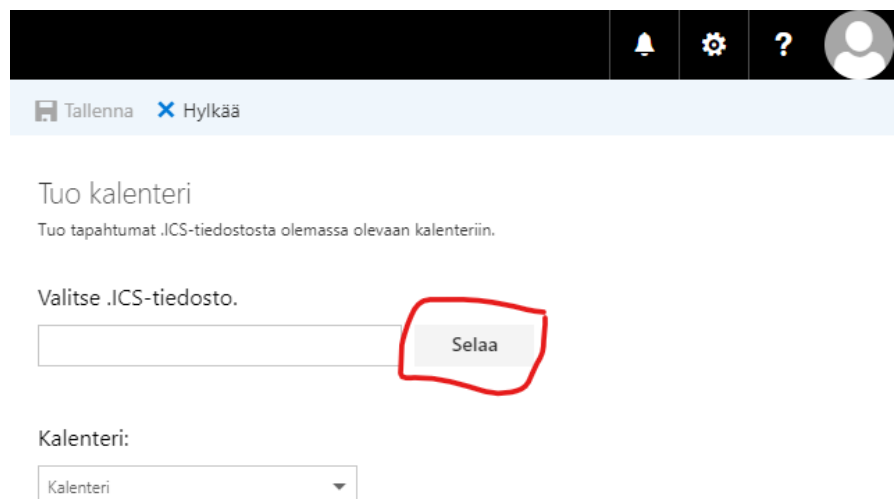 ?
Tallenna Hylkää
Tuo kalenteri
Tuo tapahtumat .ICS-tiedostosta olemassa olevaan kalenteriin.
Valitse .ICS-tiedosto.
Selaa
Kalenteri:
Kalenteri